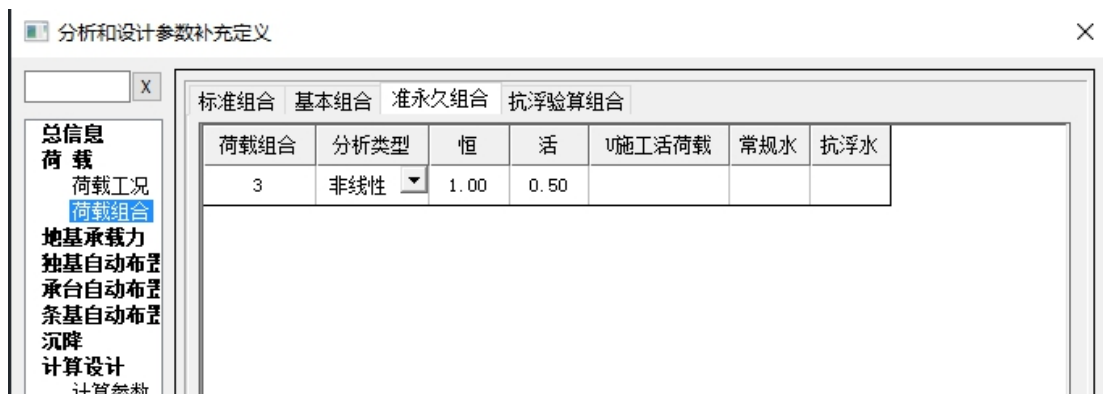 分析和设计参数补充定义
X
标准组合 基本组合 准永久组合 抗浮验算组合
总信息
荷 载
荷载工况
荷载组合
地基承载力
独基自动布置
承台自动布置
条基自动布置
沉降
计算设计
计算参数
荷载组合 分析类型 恒 活 U施工活荷载 常规水 抗浮水
3 非线性 1.00 0.50